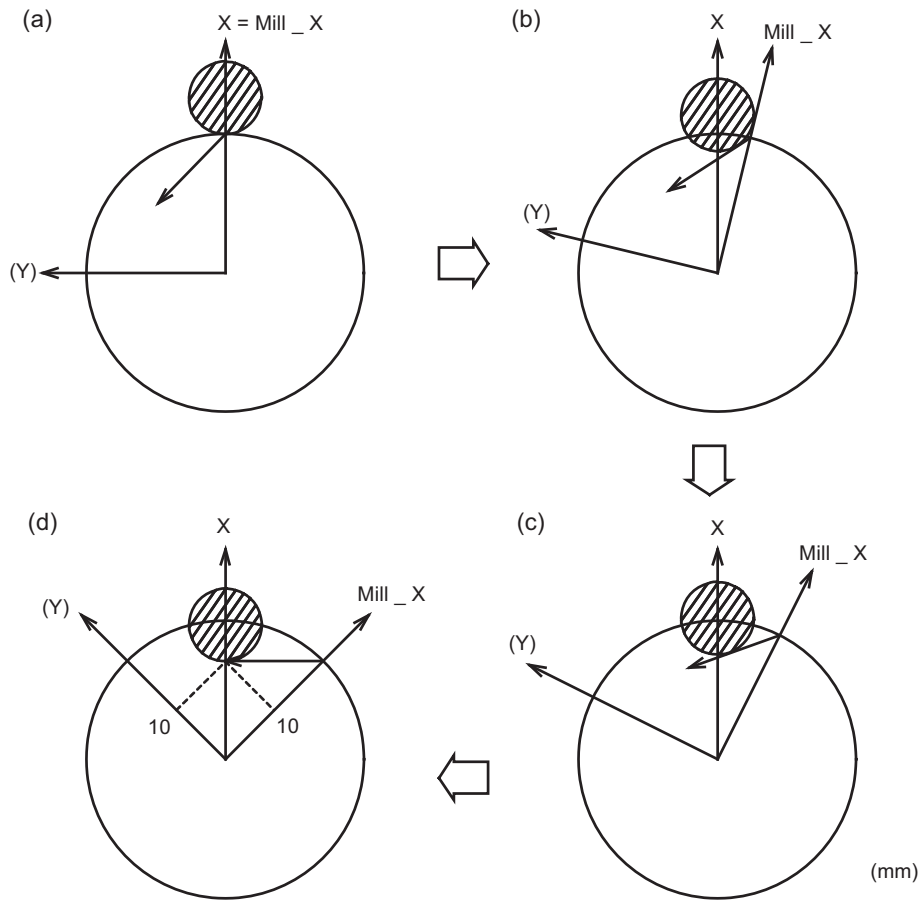 (a)
X = Mill _ X
(Y)
(b)
X
Mill _ X
(Y)
(d)
X
(Y)
Mill _ X
10
10
(c)
X
Mill _ X
(Y)
(mm)